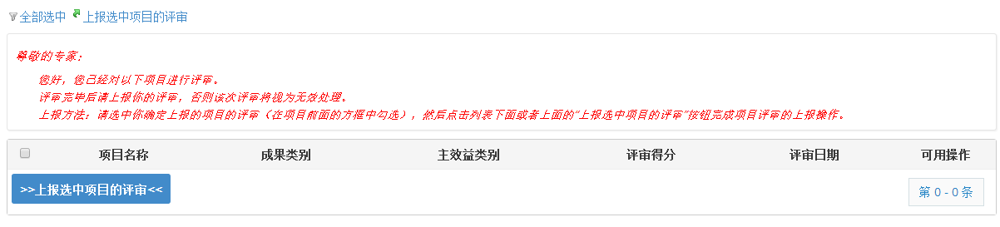 全部选中 上报选中项目的评审
尊敬的专家：
您好，您已经对以下项目进行评审。
评审完毕后请上报你的评审，否则该次评审将视为无效处理。
上报方法：请选中你确定上报的项目的评审（在项目前面的方框中勾选），然后点击列表下面或者上面的“上报选中项目的评审”按钮完成项目评审的上报操作。
项目名称 成果类别 主效益类别 评审得分 评审日期 可用操作
>>上报选中项目的评审<< 第 0 - 0 条